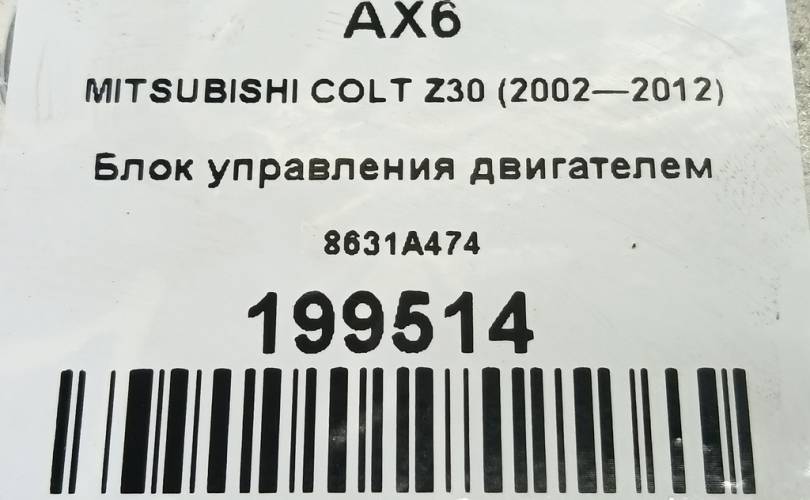 AX6
MITSUBISHI COLT Z30 (2002—2012)
Блок управления двигателем
8631A474
199514